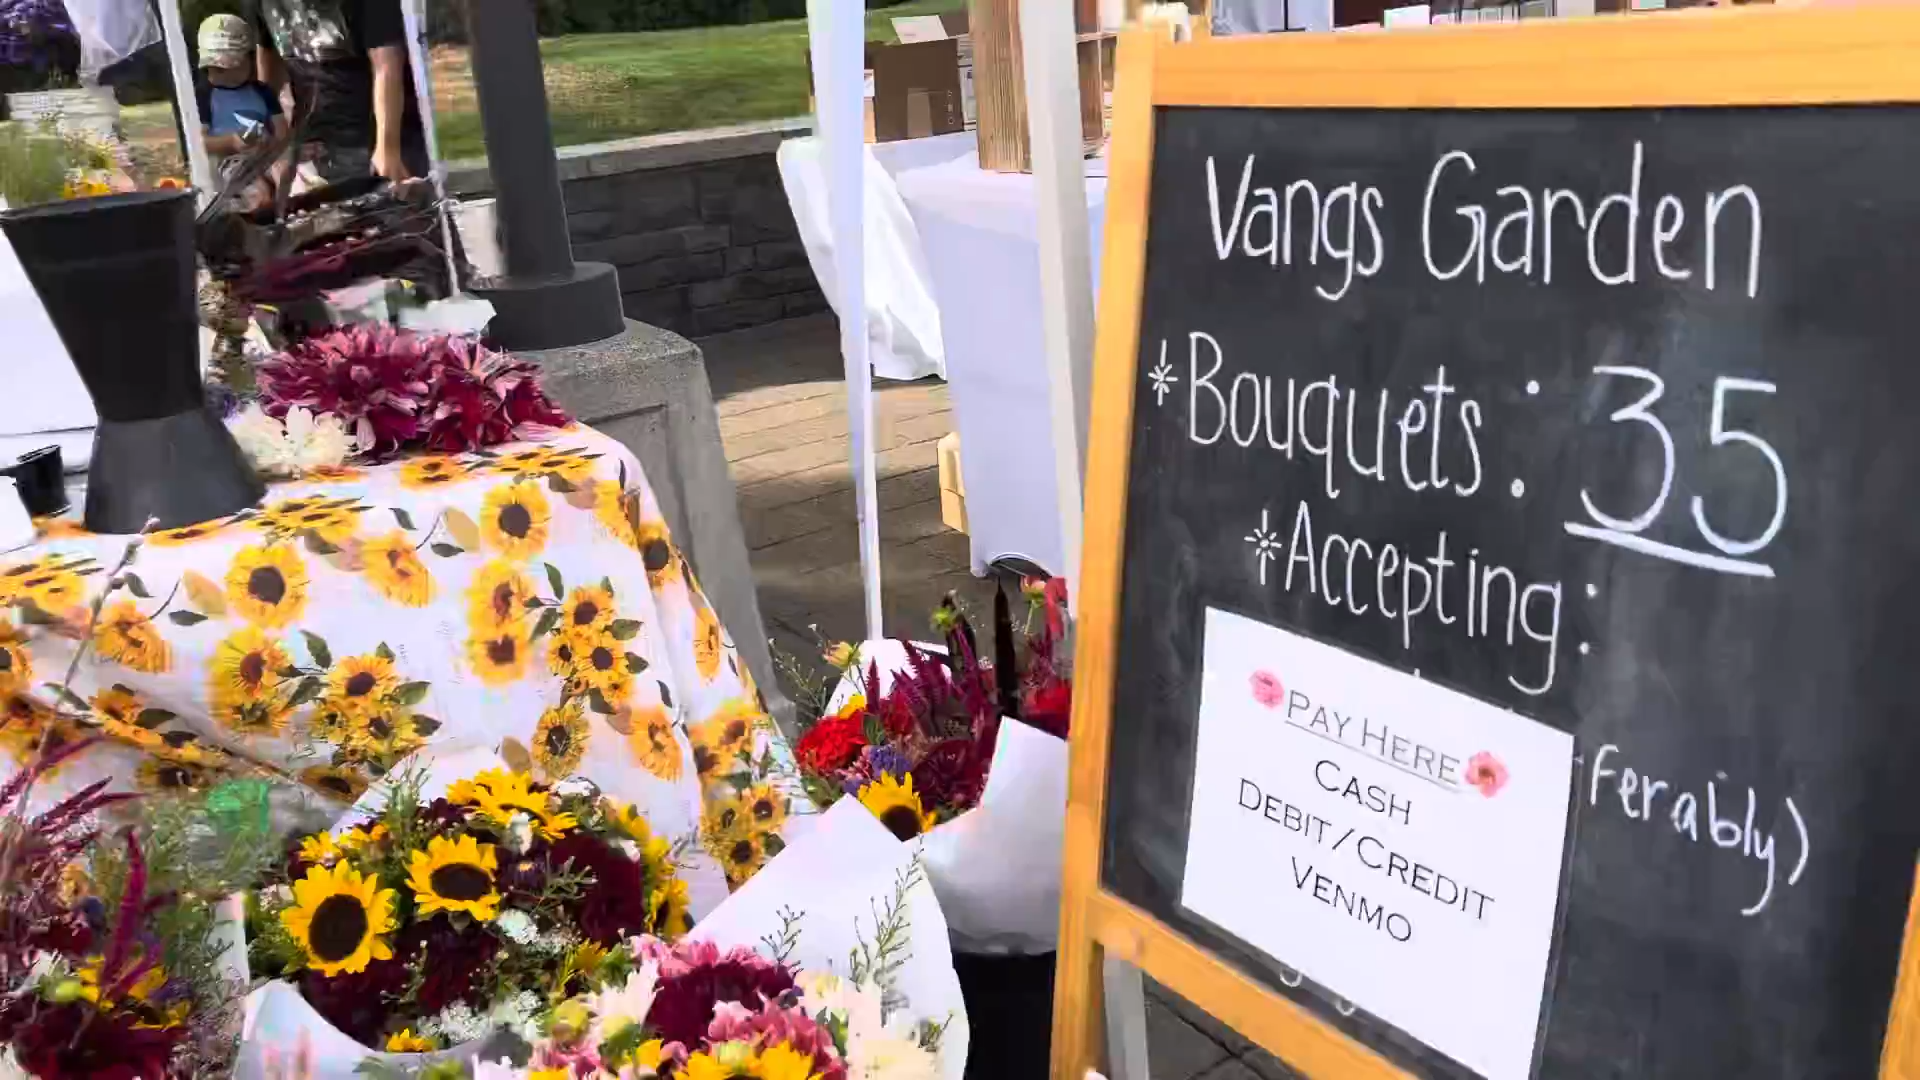 Vangs Garden
*Bouquets: 35
*Accepting:
ferably)
PAY HERE
CASH
DEBIT/CREDIT
VENMO